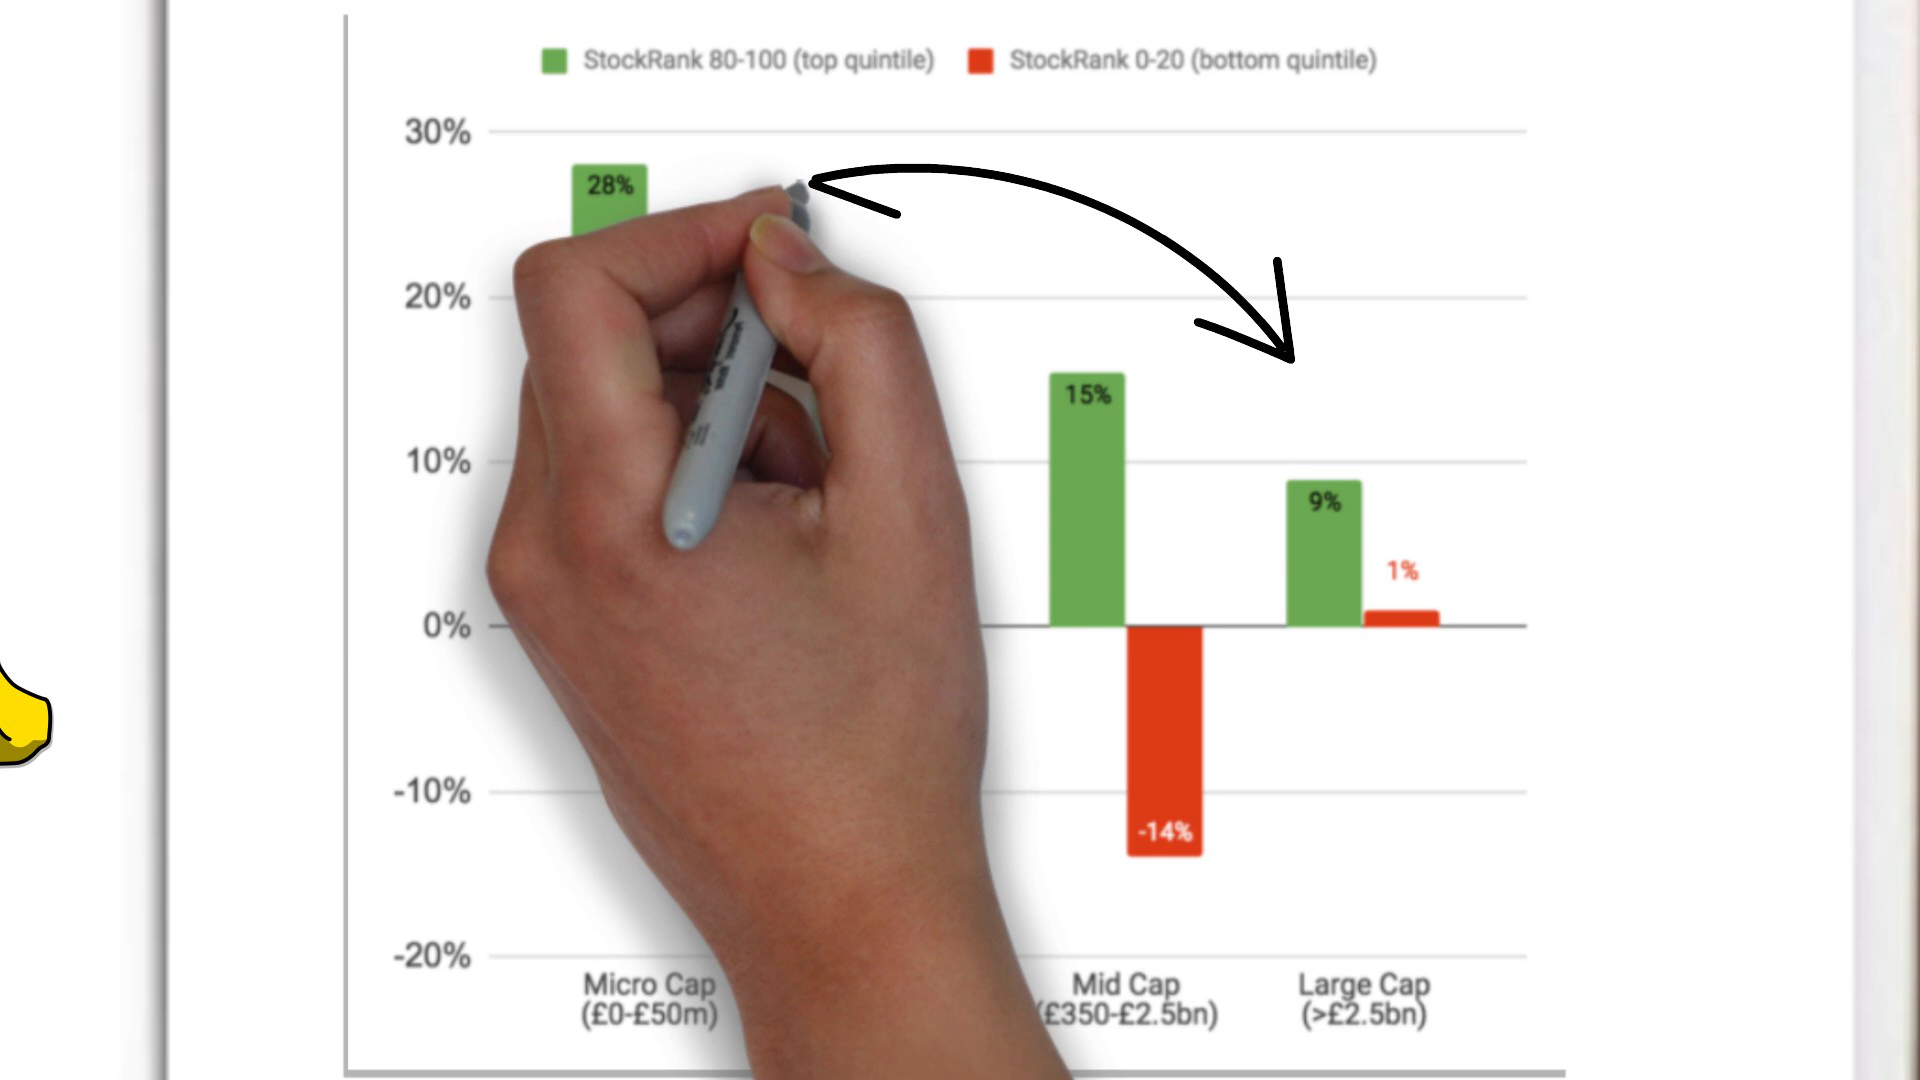 StockRank 80-100 (top quintile)
StockRank 0-20 (bottom quintile)
30%
28%
20%
15%
10%
9%
1%
0%
-10%
-14%
-20%
Micro Cap
(£0-£50m)
Mid Cap
(£350-£2.5bn)
Large Cap
(>£2.5bn)